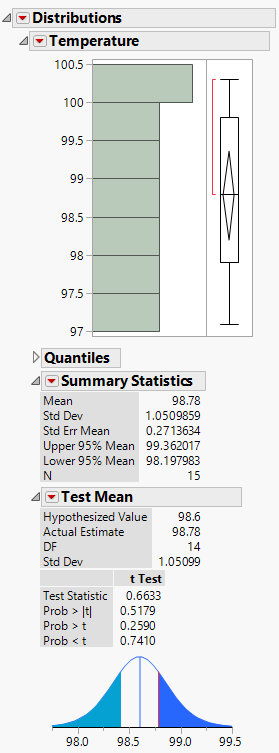 Distributions
Temperature
100.5
100
99.5
99
98.5
98
97.5
97
Quantiles
Summary Statistics
Mean 98.78
Std Dev 1.0509859
Std Err Mean 0.2713634
Upper 95% Mean 99.362017
Lower 95% Mean 98.197983
N 15
Test Mean
Hypothesized Value 98.6
Actual Estimate 98.78
DF 14
Std Dev 1.05099
t Test
Test Statistic 0.6633
Prob > |t| 0.5179
Prob > t 0.2590
Prob < t 0.7410
98.0 98.5 99.0 99.5